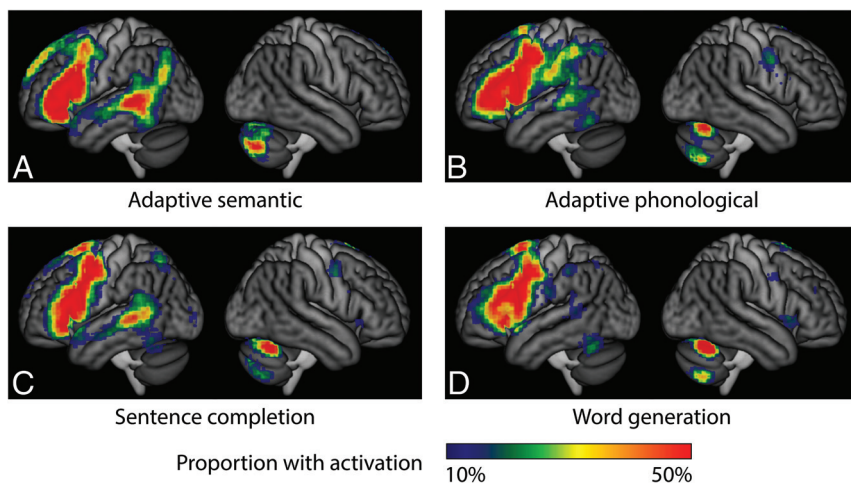 A
Adaptive semantic
B
Adaptive phonological
C
Sentence completion
D
Word generation
Proportion with activation
10%
50%